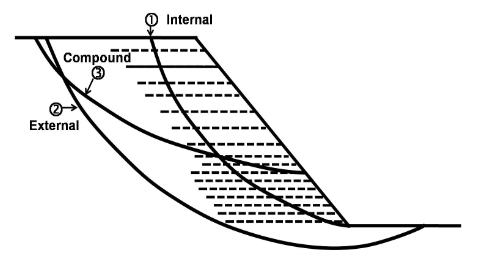 ① Internal
Compound
③
②
External